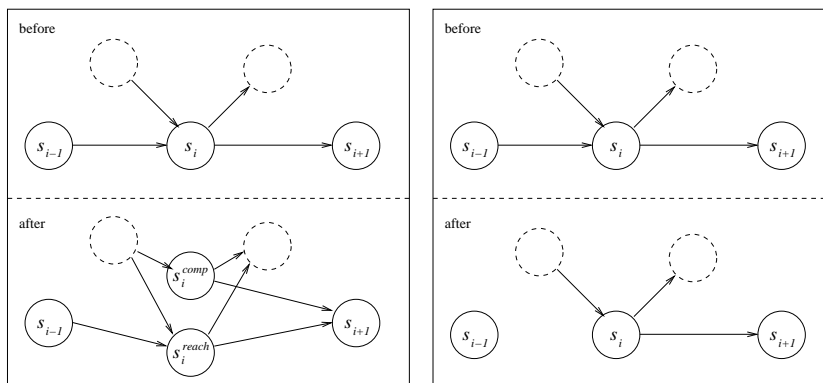 before
s_{i-1} s_i s_{i+1}
after
s_i^{comp}
s_{i-1} s_{i+1}
s_i^{reach}
before
s_{i-1} s_i s_{i+1}
after
s_{i-1} s_i s_{i+1}